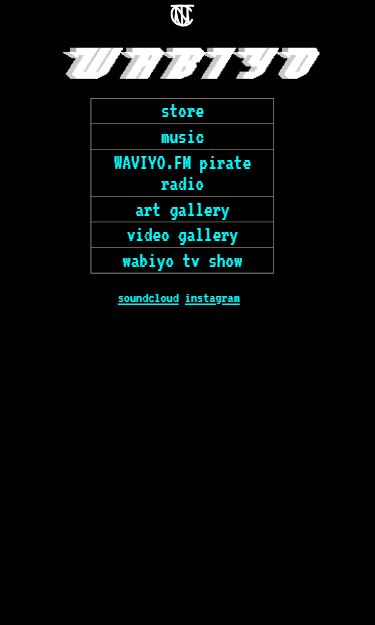 WABIYO
store
music
WAVIYO.FM pirate
radio
art gallery
video gallery
wabiyo tv show
soundcloud instagram